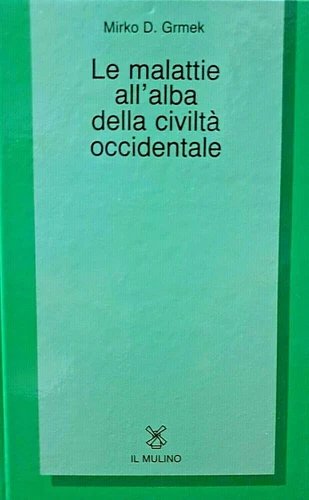 Mirko D. Grmek
Le malattie
all'alba
della civiltà
occidentale
IL MULINO